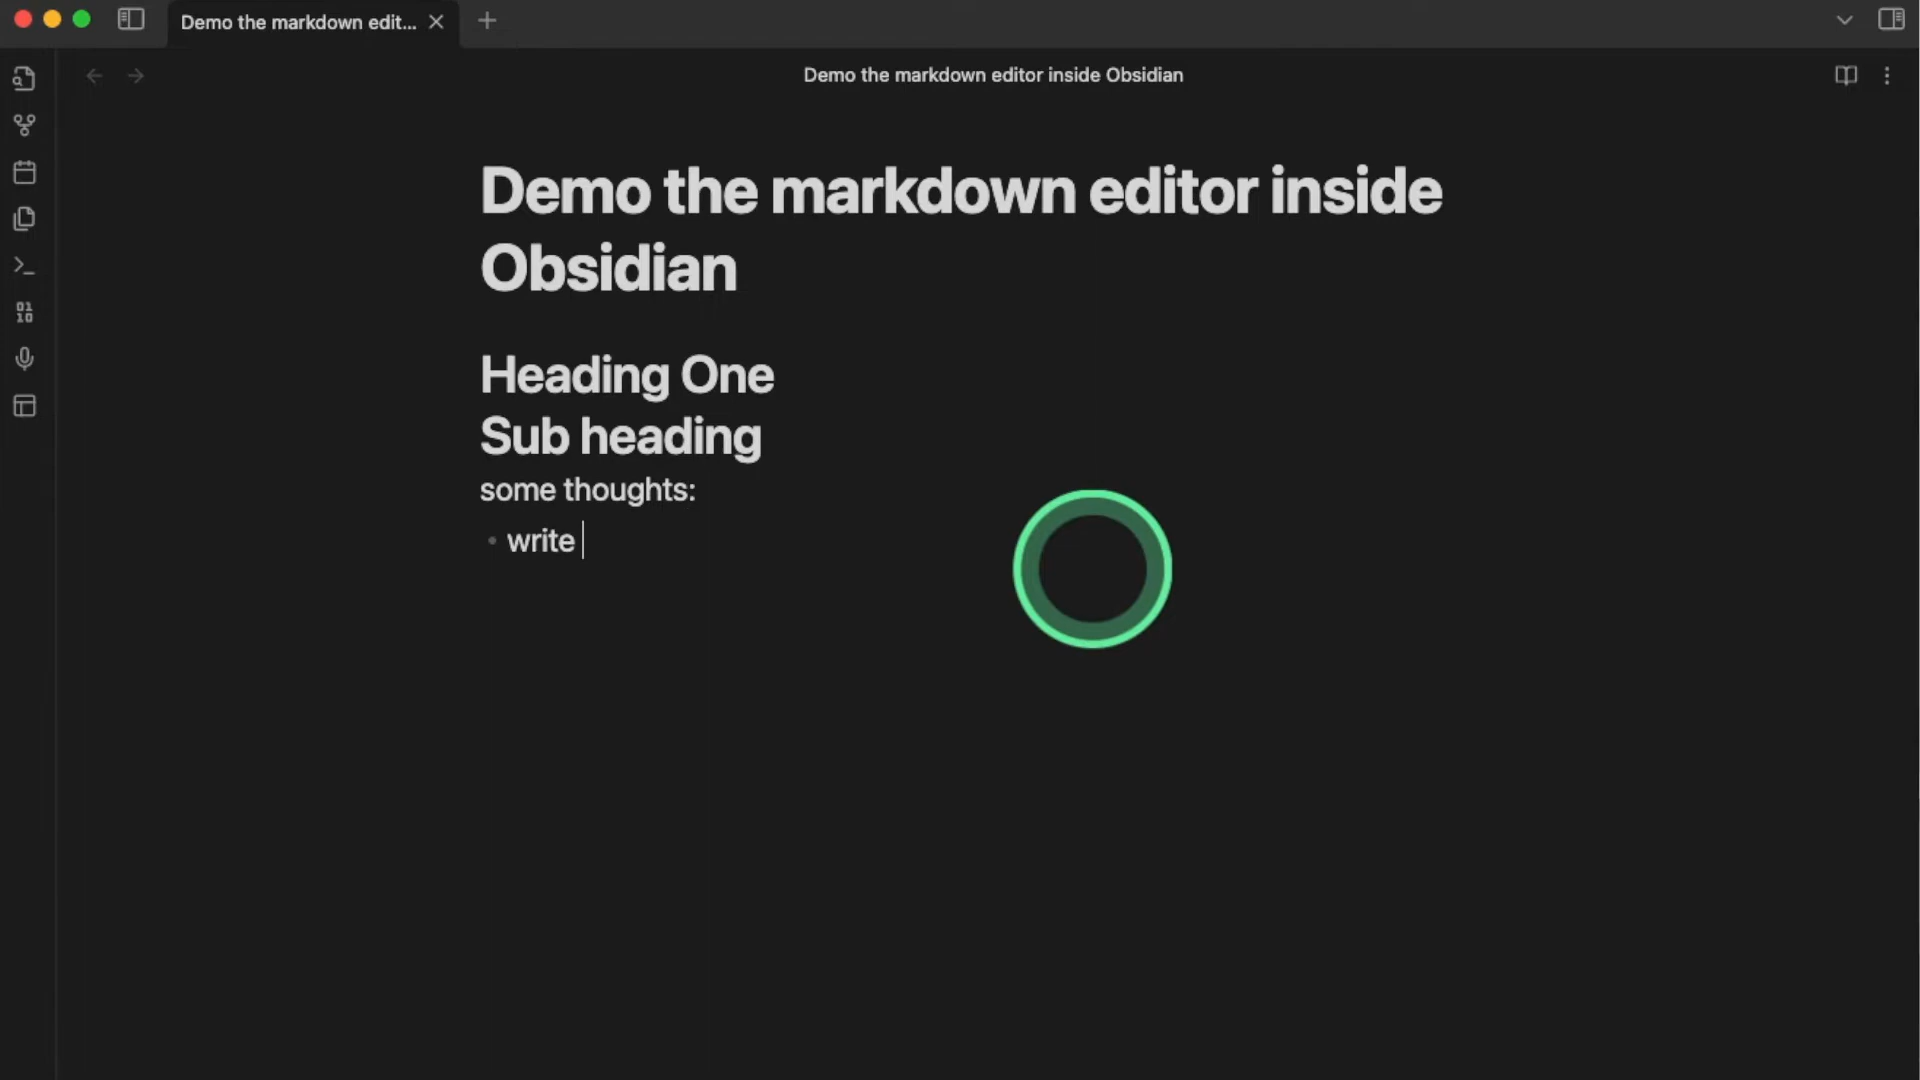 Demo the markdown edit...
Demo the markdown editor inside Obsidian
Demo the markdown editor inside
Obsidian
Heading One
Sub heading
some thoughts:
write